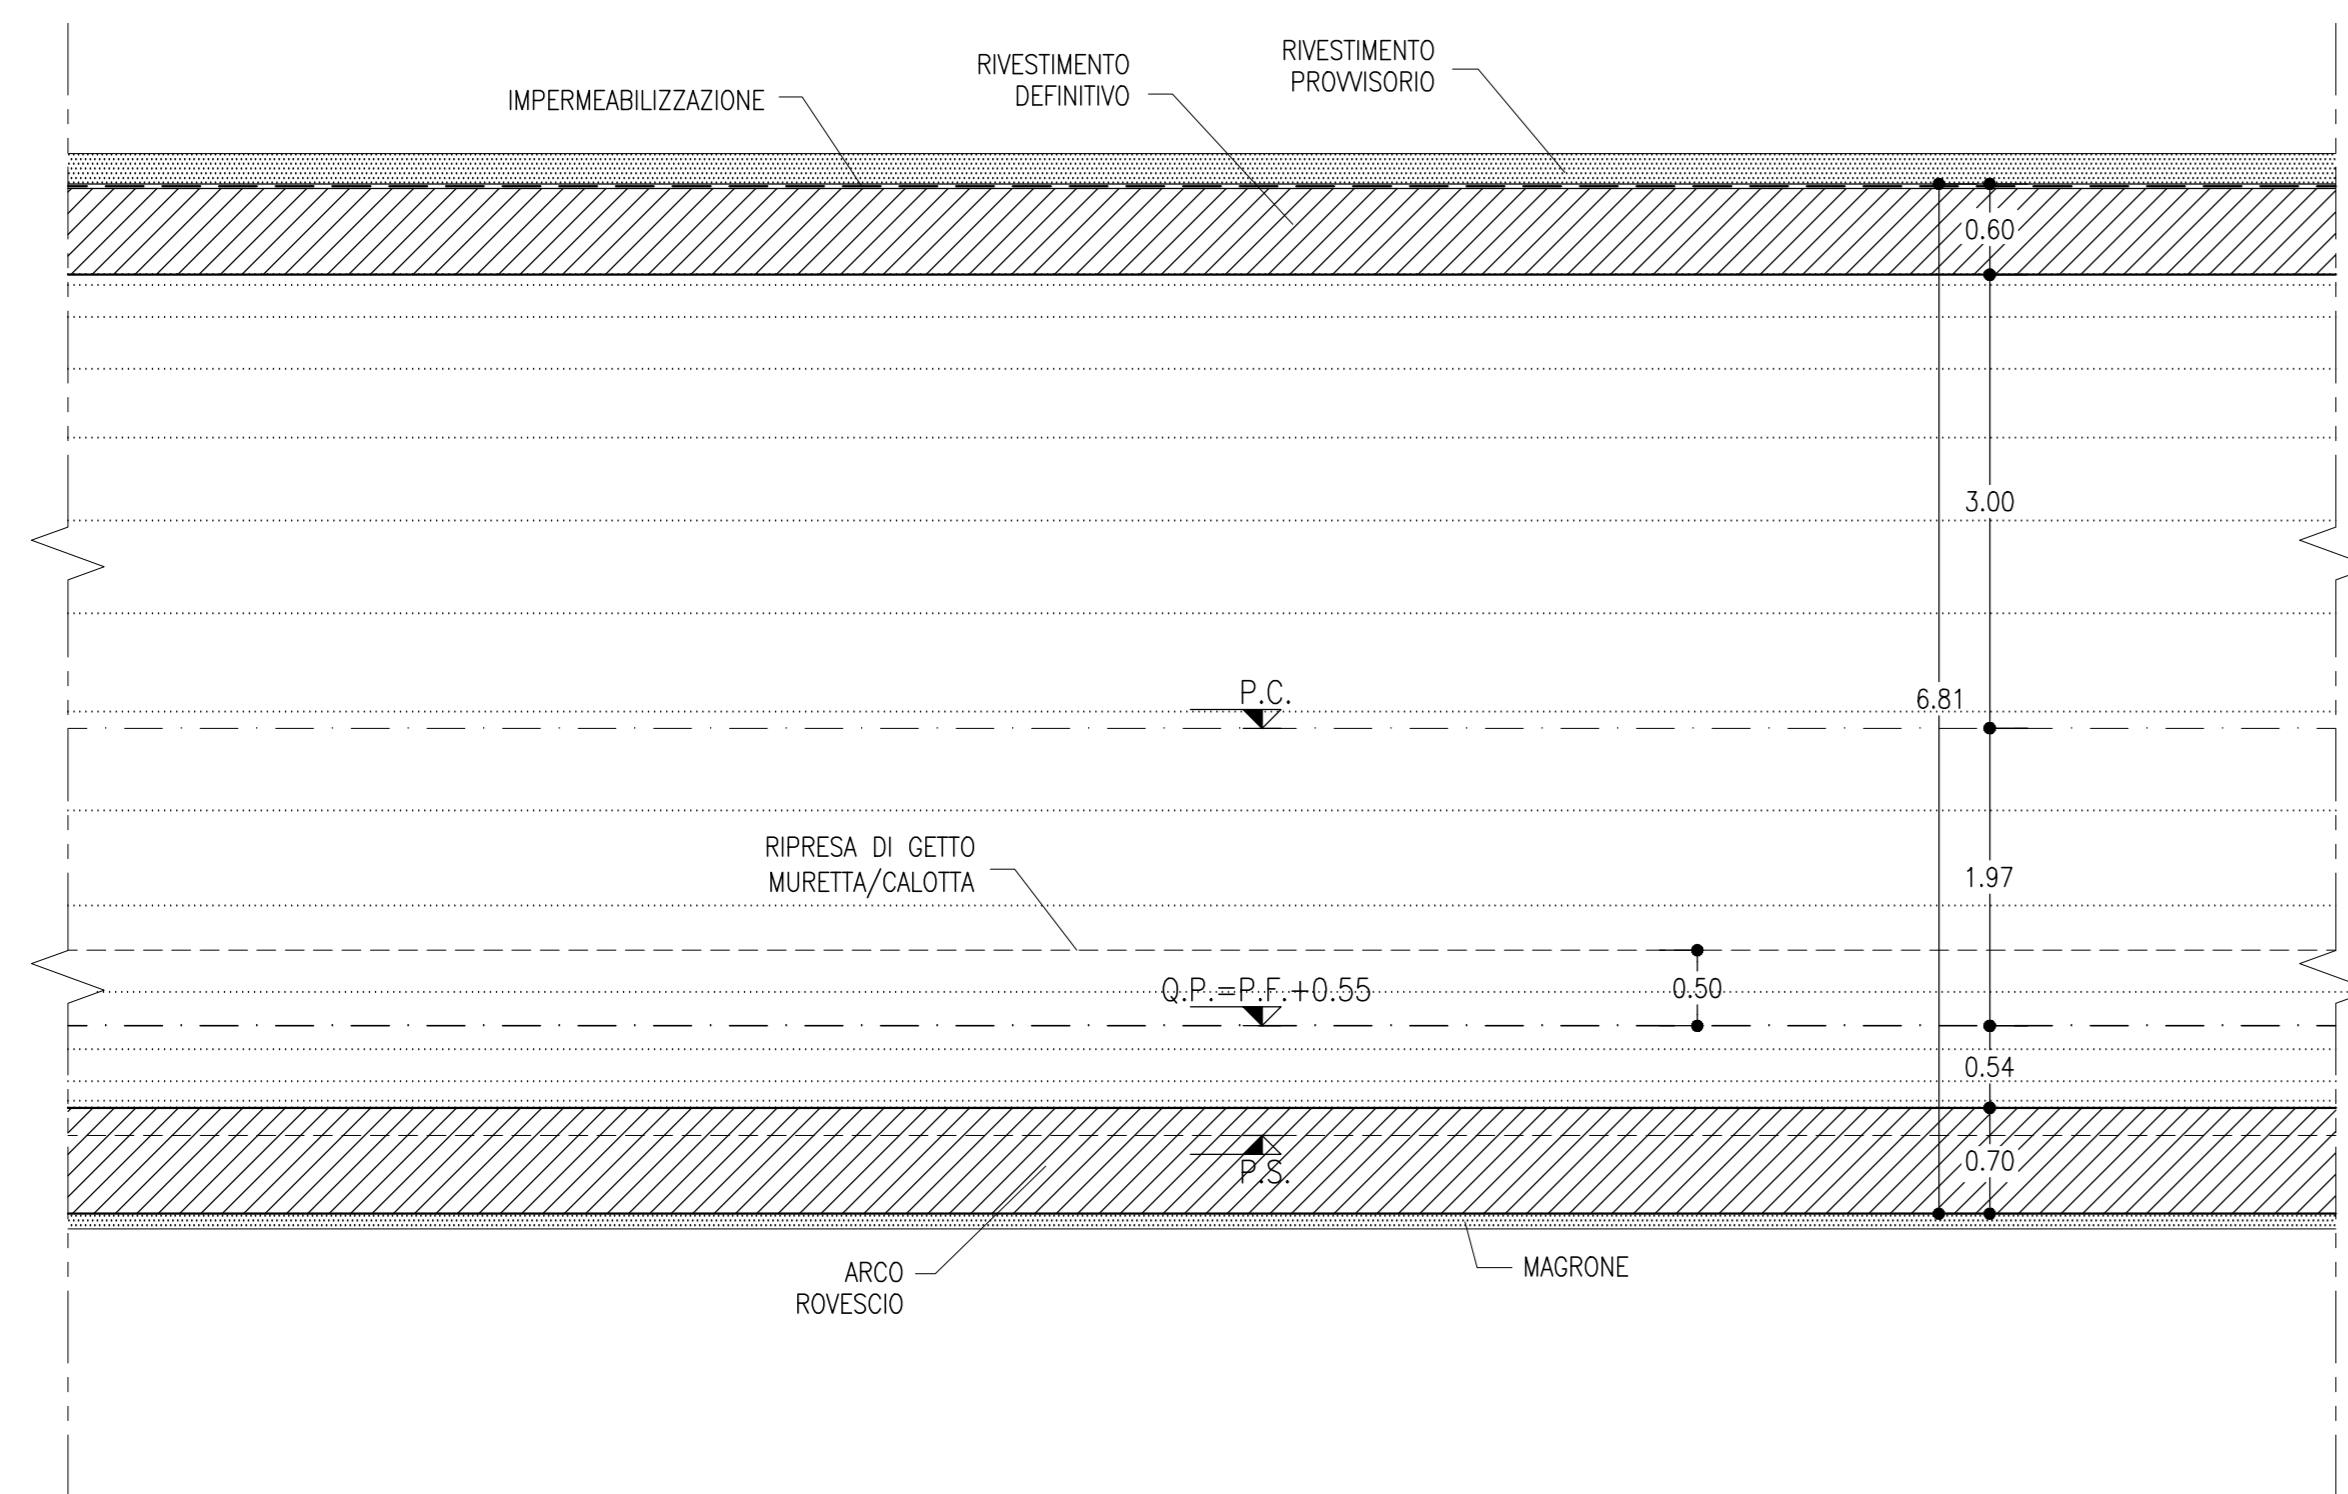 RIVESTIMENTO
PROVVISORIO
RIVESTIMENTO
DEFINITIVO
IMPERMEABILIZZAZIONE
0.60
3.00
P.C.
6.81
RIPRESA DI GETTO
MURETTA/CALOTTA
1.97
Q.P.=P.F.+0.55
0.50
0.54
P.S.
0.70
ARCO
ROVESCIO
MAGRONE